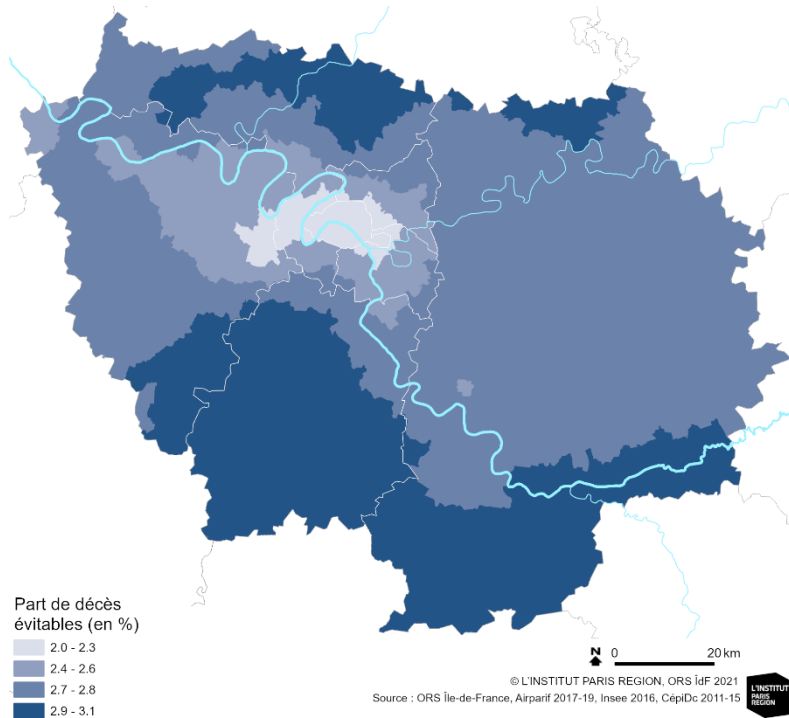 Part de décès
évitables (en %)
2.0 - 2.3
2.4 - 2.6
2.7 - 2.8
2.9 - 3.1
N 0 20 km
© L'INSTITUT PARIS REGION, ORS ÎdF 2021
Source : ORS Île-de-France, Airparif 2017-19, Insee 2016, CépiDc 2011-15
L'INSTITUT
PARIS
REGION